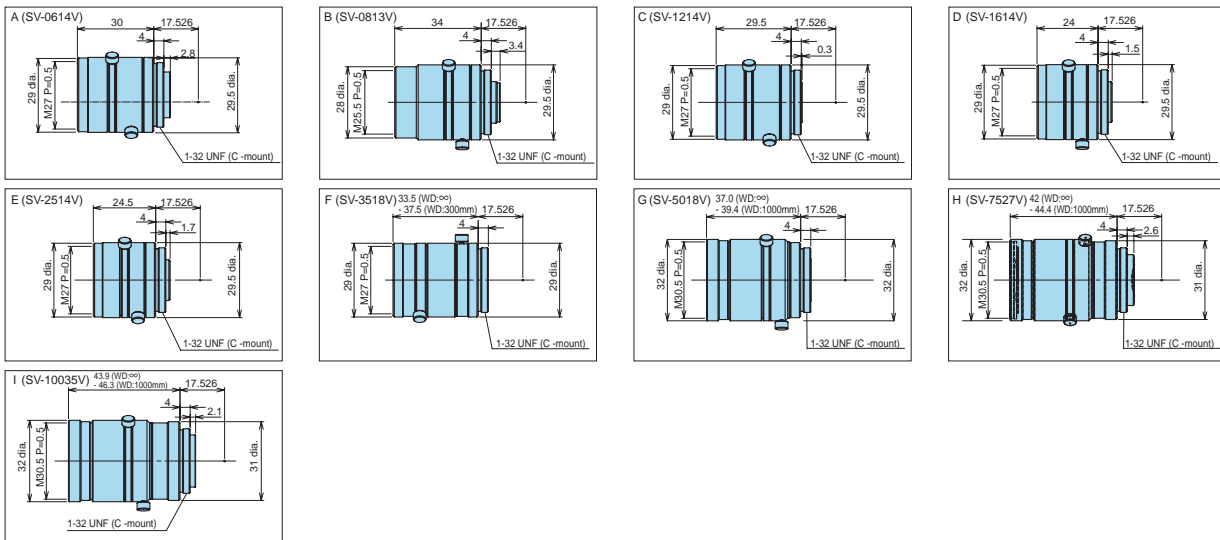 A (SV-0614V)
30
17.526
4
2.8
29 dia.
M27 P=0.5
29.5 dia.
1-32 UNF (C -mount)
B (SV-0813V)
34
17.526
4
3.4
28 dia.
M25.5 P=0.5
29.5 dia.
1-32 UNF (C -mount)
C (SV-1214V)
29.5
17.526
4
0.3
29 dia.
M27 P=0.5
29.5 dia.
1-32 UNF (C -mount)
D (SV-1614V)
24
17.526
4
1.5
29 dia.
M27 P=0.5
29.5 dia.
1-32 UNF (C -mount)
E (SV-2514V)
24.5
17.526
4
1.7
29 dia.
M27 P=0.5
29.5 dia.
1-32 UNF (C -mount)
F (SV-3518V)
33.5 (WD:∞)
- 37.5 (WD:300mm)
17.526
4
29 dia.
M27 P=0.5
29 dia.
1-32 UNF (C -mount)
G (SV-5018V)
37.0 (WD:∞)
- 39.4 (WD:1000mm)
17.526
4
32 dia.
M30.5 P=0.5
32 dia.
1-32 UNF (C -mount)
H (SV-7527V)
42 (WD:∞)
- 44.4 (WD:1000mm)
17.526
4
2.6
32 dia.
M30.5 P=0.5
31 dia.
1-32 UNF (C -mount)
I (SV-10035V)
43.9 (WD:∞)
- 46.3 (WD:1000mm)
17.526
4
2.1
32 dia.
M30.5 P=0.5
31 dia.
1-32 UNF (C -mount)